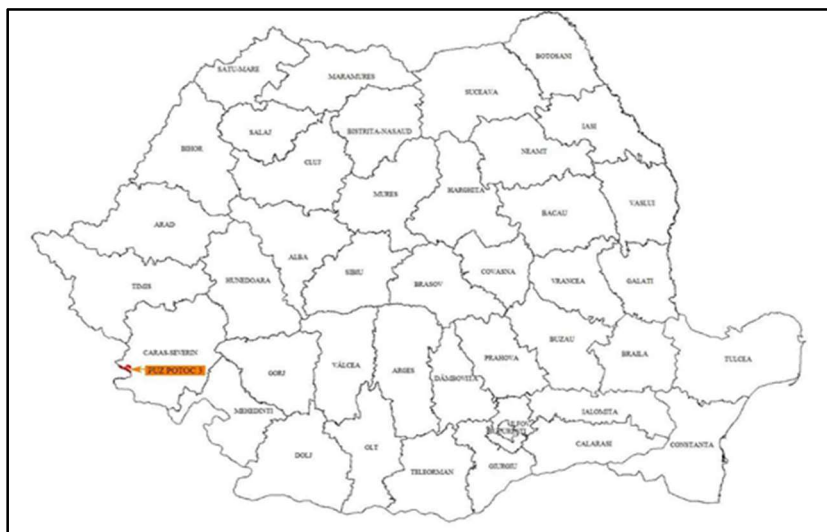 BOTOSANI
SATU-MARE
MARAMURES
SUCEAVA
SALAJ
BISTRITA-NASAUD
IASI
BIHOR
CLUJ
NEAMT
MURES
HARGHITA
VASLUI
ARAD
BACAU
ALBA
HUNEDOARA
SIBIU
BRASOV
COVASNA
VRANCEA
GALATI
TIMIS
CARAS-SEVERIN
PUZ POTOC 3
GORJ
VÂLCEA
ARGES
DÂMBOVITA
PRAHOVA
BUZAU
BRAILA
TULCEA
MEHEDINTI
IALOMITA
CALARASI
CONSTANTA
DOLJ
OLT
TELEORMAN
GIURGIU